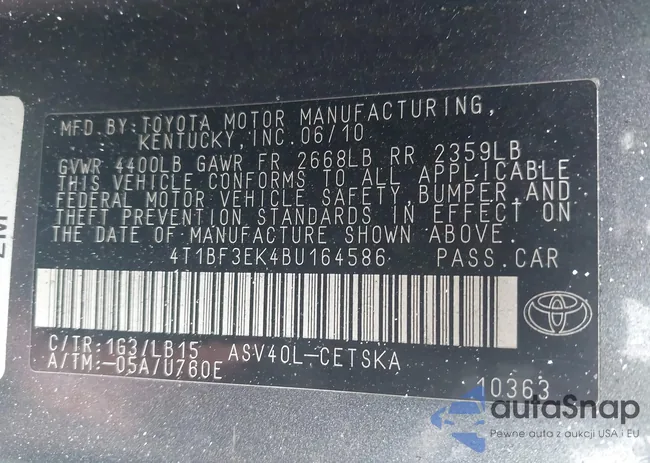 MFD.BY:TOYOTA MOTOR MANUFACTURING,
KENTUCKY,INC.06/10
GVWR 4400LB GAWR FR 2668LB RR 2359LB
THIS VEHICLE CONFORMS TO ALL APPLICABLE
FEDERAL MOTOR VEHICLE SAFETY,BUMPER,AND
THEFT PREVENTION STANDARDS IN EFFECT ON
THE DATE OF MANUFACTURE SHOWN ABOVE.
4T1BF3EK4BU164586 PASS.CAR
C/TR:1G3/LB15 ASV40L-CETSKA
A/TM:-05A/U760E
10363
autoSnap
Pewne auta z aukcji USA i EU